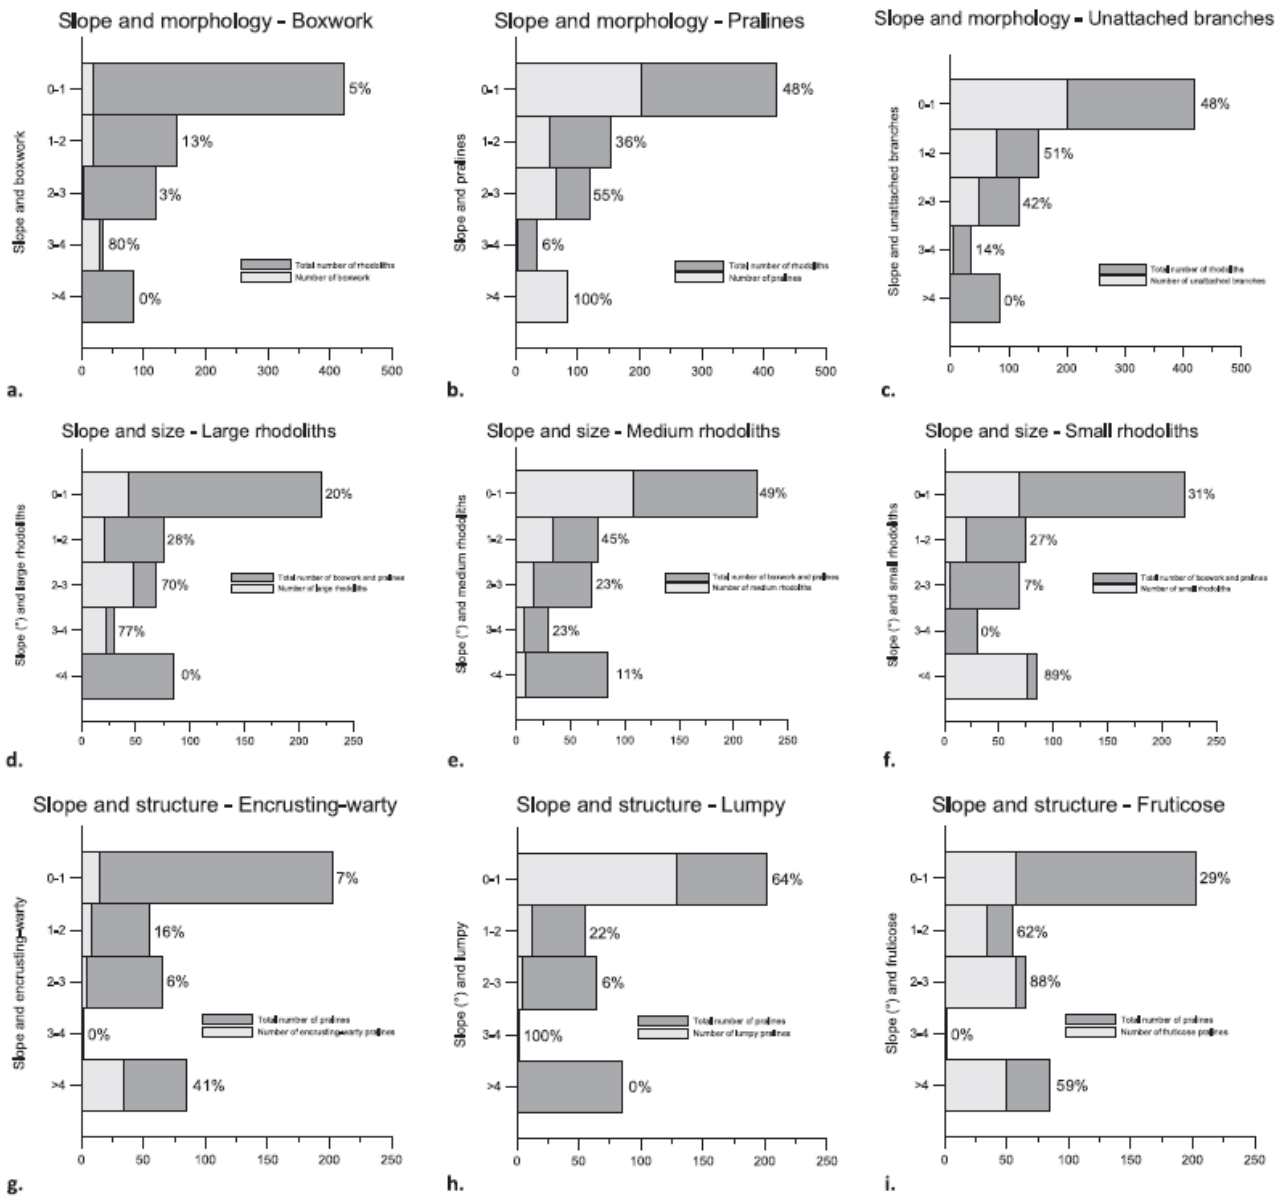 Slope and morphology - Boxwork
Slope and boxwork
0-1
5%
1-2
13%
2-3
3%
3-4
80%
>4
0%
Total number of rhodoliths
Number of boxwork
0 100 200 300 400 500
a.
Slope and morphology - Pralines
Slope and pralines
0-1
48%
1-2
36%
2-3
55%
3-4
6%
>4
100%
Total number of rhodoliths
Number of pralines
0 100 200 300 400 500
b.
Slope and morphology - Unattached branches
Slope and unattached branches
0-1
48%
1-2
51%
2-3
42%
3-4
14%
>4
0%
Total number of rhodoliths
Number of unattached branches
0 100 200 300 400 500
c.
Slope and size - Large rhodoliths
Slope (°) and large rhodoliths
0-1
20%
1-2
28%
2-3
70%
3-4
77%
<4
0%
Total number of boxwork and pralines
Number of large rhodoliths
0 50 100 150 200 250
d.
Slope and size - Medium rhodoliths
Slope (°) and medium rhodoliths
0-1
49%
1-2
45%
2-3
23%
3-4
23%
<4
11%
Total number of boxwork and pralines
Number of medium rhodoliths
0 50 100 150 200 250
e.
Slope and size - Small rhodoliths
Slope (°) and small rhodoliths
0-1
31%
1-2
27%
2-3
7%
3-4
0%
<4
89%
Total number of boxwork and pralines
Number of small rhodoliths
0 50 100 150 200 250
f.
Slope and structure - Encrusting-warty
Slope and encrusting-warty
0-1
7%
1-2
16%
2-3
6%
3-4
0%
>4
41%
Total number of pralines
Number of encrusting-warty pralines
0 50 100 150 200 250
g.
Slope and structure - Lumpy
Slope (°) and lumpy
0-1
64%
1-2
22%
2-3
6%
3-4
100%
>4
0%
Total number of pralines
Number of lumpy pralines
0 50 100 150 200 250
h.
Slope and structure - Fruticose
Slope (°) and fruticose
0-1
29%
1-2
62%
2-3
88%
3-4
0%
>4
59%
Total number of pralines
Number of fruticose pralines
0 50 100 150 200 250
i.